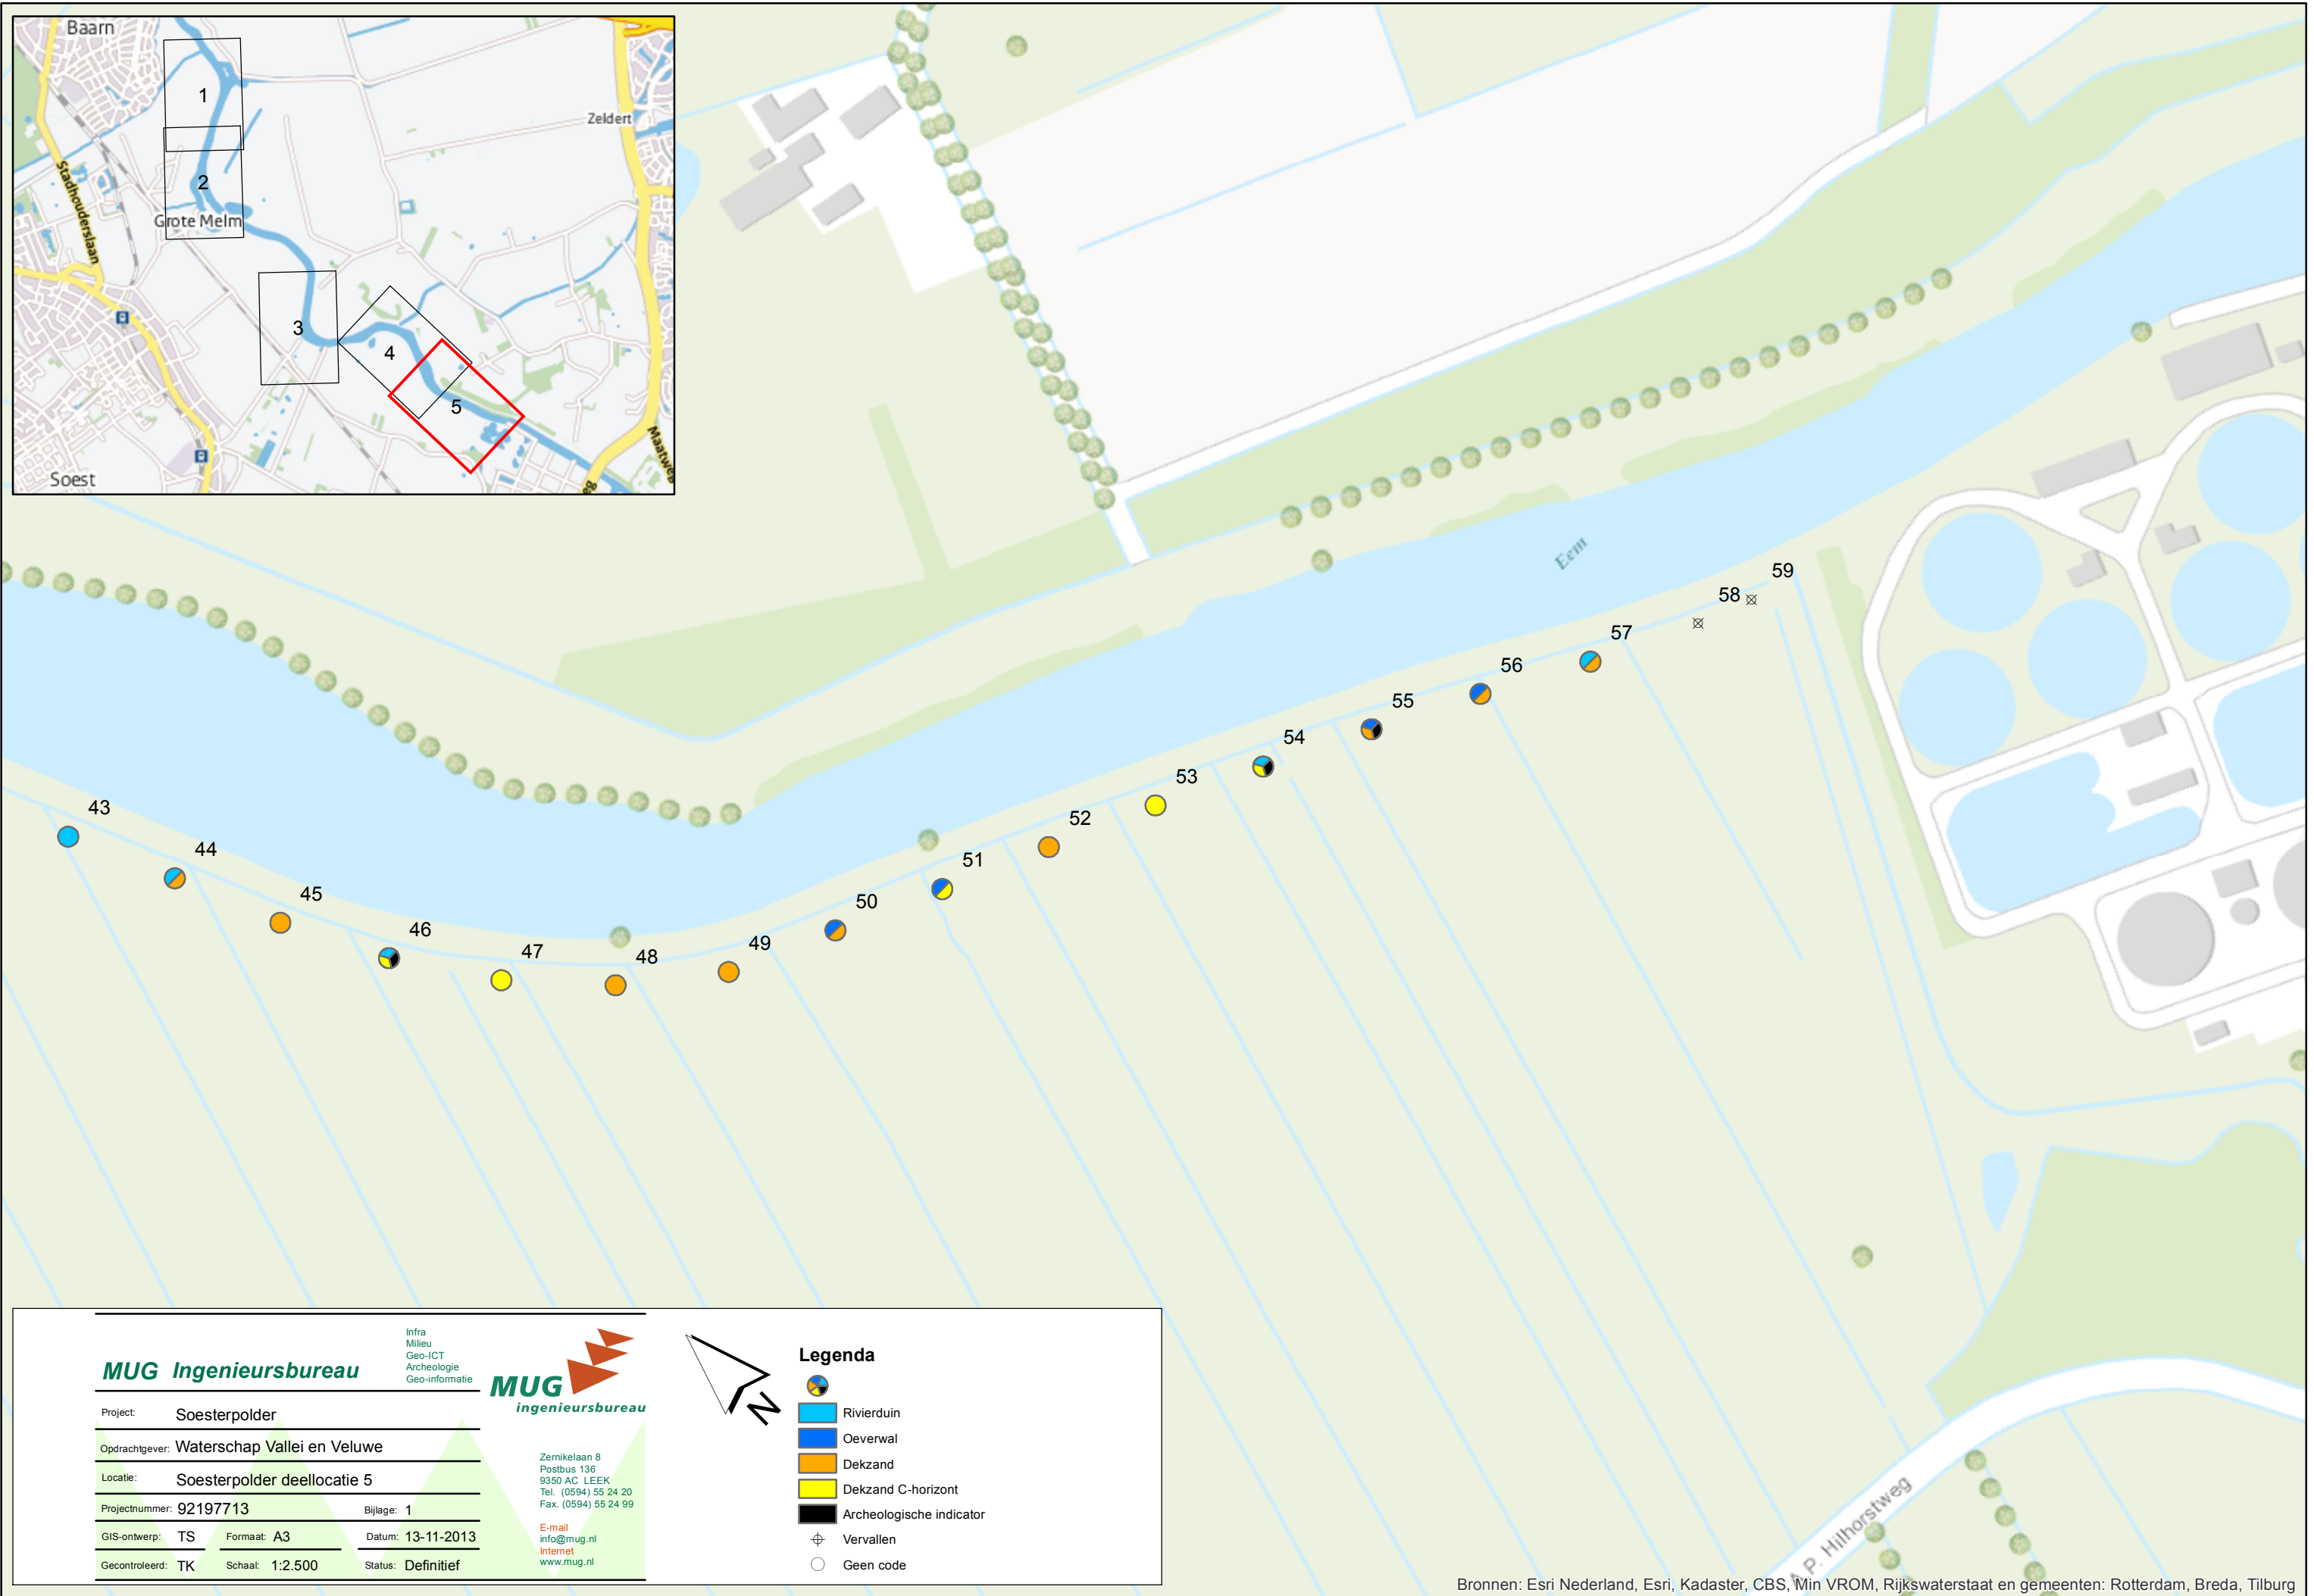 Baarn
Zeldert
1
Stadhouderslaan
2
Grote Melm
3
4
5
Maatweg
Soest
Eem
59
58
57
56
55
54
53
52
51
50
49
48
47
46
45
44
43
A.P. Hilhorstweg
MUG Ingenieursbureau
Infra
Milieu
Geo-ICT
Archeologie
Geo-informatie
MUG
ingenieursbureau
Project: Soesterpolder
Opdrachtgever: Waterschap Vallei en Veluwe
Locatie: Soesterpolder deellocatie 5
Projectnummer: 92197713 Bijlage: 1
GIS-ontwerp: TS Formaat: A3 Datum: 13-11-2013
Gecontroleerd: TK Schaal: 1:2.500 Status: Definitief
Zernikelaan 8
Postbus 136
9350 AC LEEK
Tel. (0594) 55 24 20
Fax. (0594) 55 24 99
E-mail
info@mug.nl
Internet
www.mug.nl
N
Legenda
Rivierduin
Oeverwal
Dekzand
Dekzand C-horizont
Archeologische indicator
Vervallen
Geen code
Bronnen: Esri Nederland, Esri, Kadaster, CBS, Min VROM, Rijkswaterstaat en gemeenten: Rotterdam, Breda, Tilburg